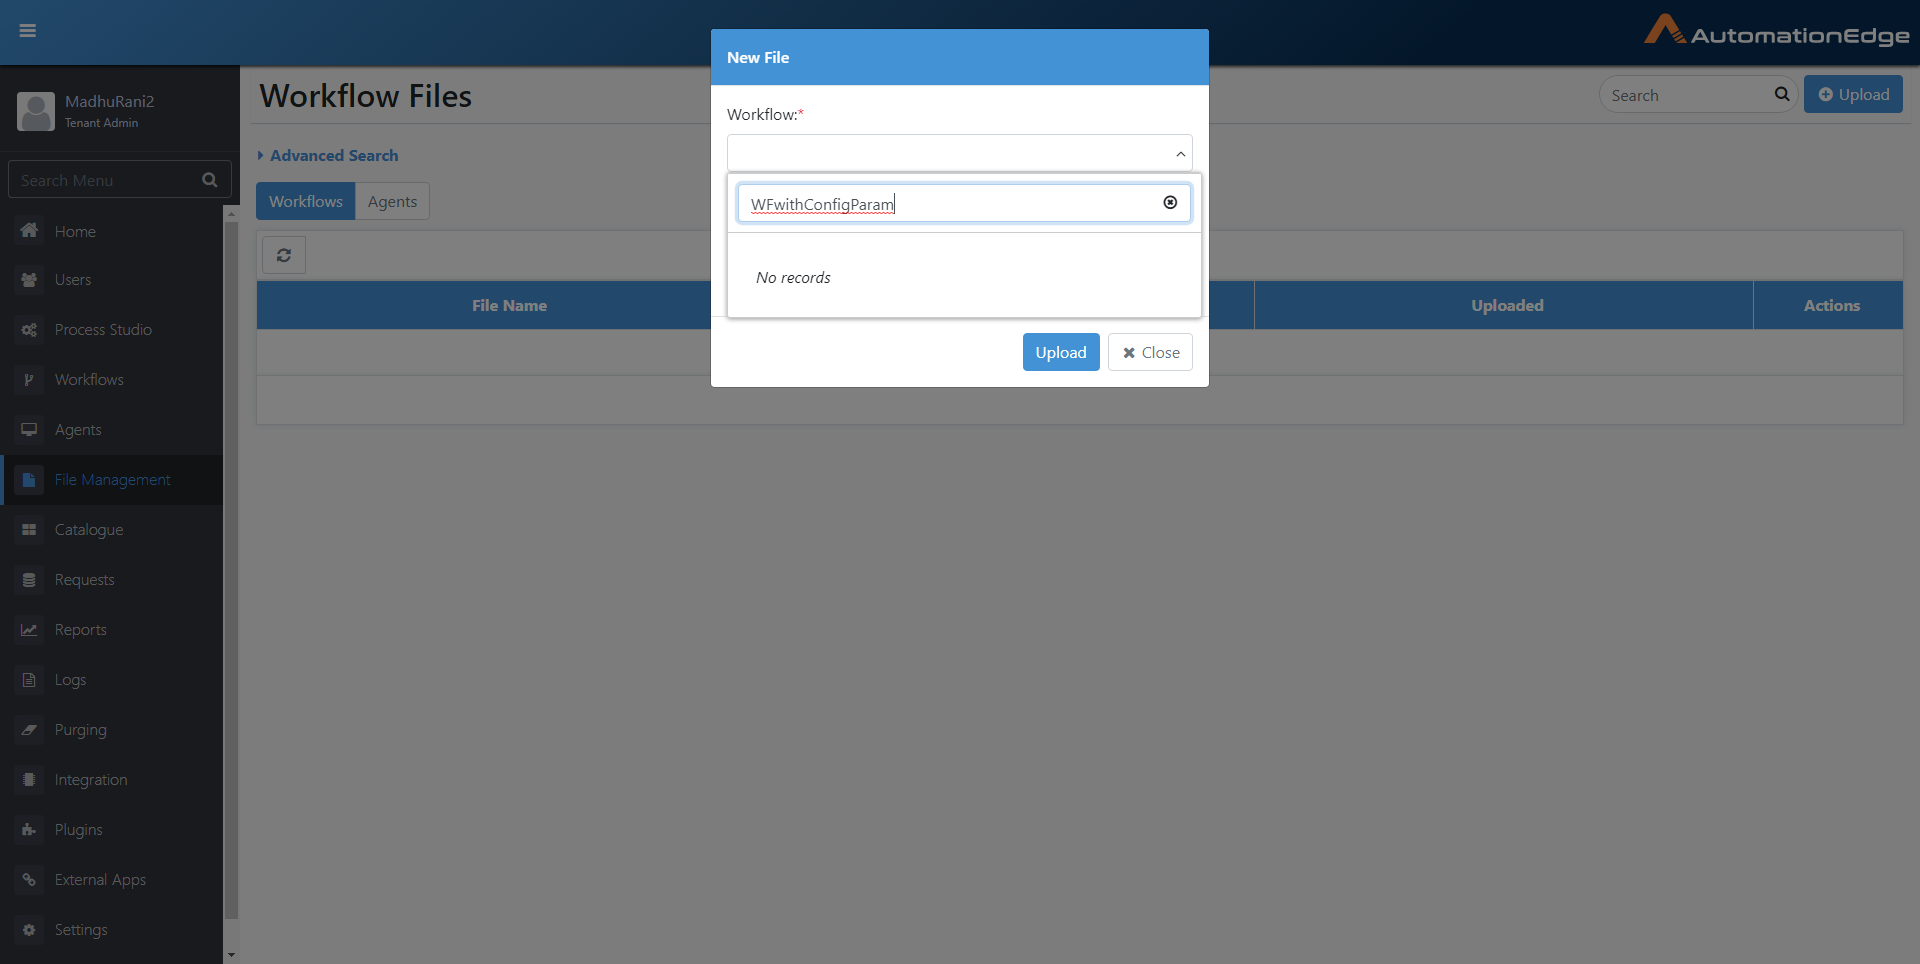 AutomationEdge
MadhuRani2
Tenant Admin
Search Menu
Home
Users
Process Studio
Workflows
Agents
File Management
Catalogue
Requests
Reports
Logs
Purging
Integration
Plugins
External Apps
Settings
Workflow Files
Search
Upload
Advanced Search
Workflows
Agents
File Name
Uploaded
Actions
New File
Workflow:*
WFwithConfigParam
No records
Upload
Close